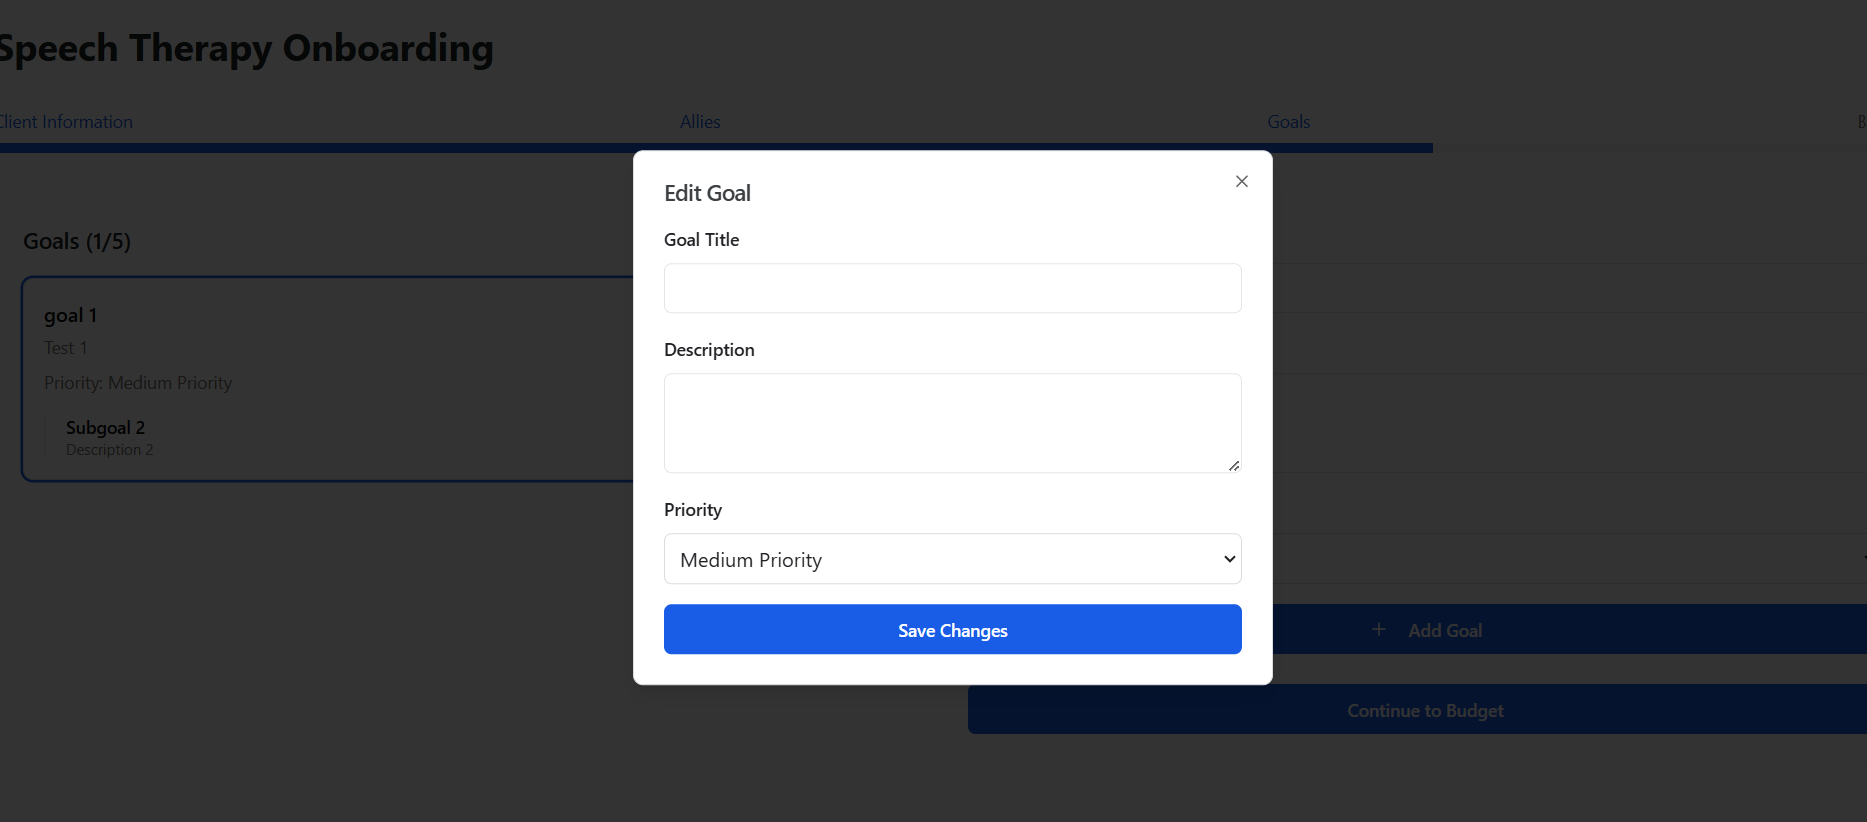 Speech Therapy Onboarding
Client Information
Allies
Goals
B
Goals (1/5)
goal 1
Test 1
Priority: Medium Priority
Subgoal 2
Description 2
Edit Goal
Goal Title
Description
Priority
Medium Priority
Save Changes
+ Add Goal
Continue to Budget